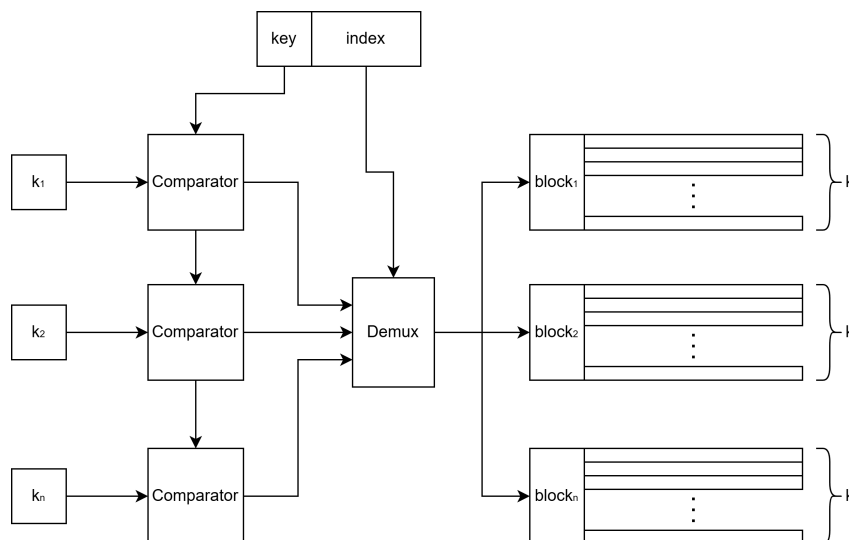 key index
k₁ Comparator block₁
k₂ Comparator Demux block₂
kₙ Comparator blockₙ